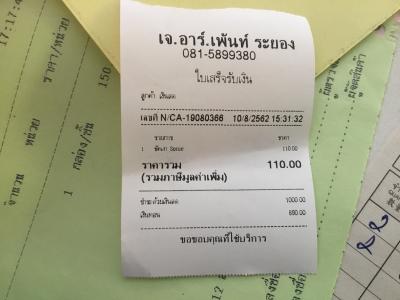 เจ.อาร์.เพ้นท์ ระยอง
081-5899380
ใบเสร็จรับเงิน
ลูกค้า เงินสด
เลขที่ N/CA-19080366 10/8/2562 15:31:32
รายการ ราคา
1 110.00
ราคารวม 110.00
(รวมภาษีมูลค่าเพิ่ม)
ชำระด้วยเงินสด 1000.00
เงินทอน 890.00
ขอขอบคุณที่ใช้บริการ
17:17:4
ราคา/หน่วย
150
จำนวน หน่วย
1 กล่อง/ชิ้น